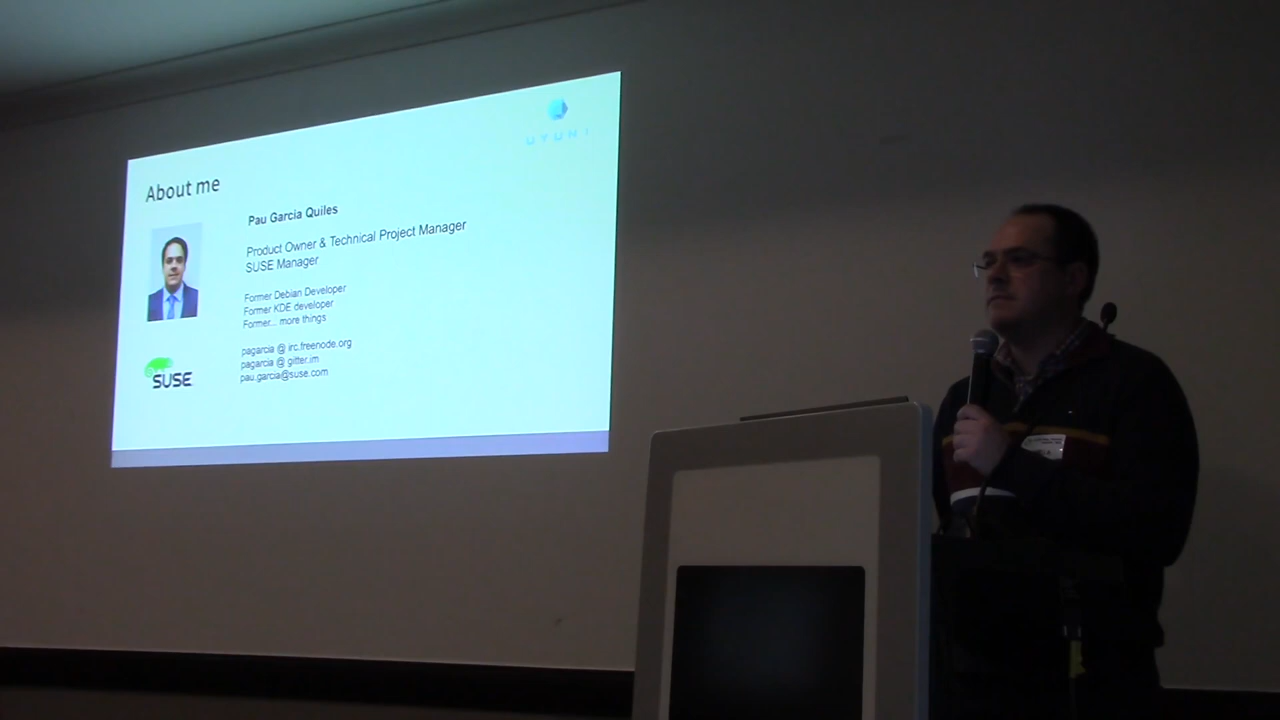 UYUNI
About me
Pau Garcia Quiles
Product Owner & Technical Project Manager
SUSE Manager
Former Debian Developer
Former KDE developer
Former... more things
pagarcia @ irc.freenode.org
pagarcia @ gitter.im
pau.garcia@suse.com
SUSE